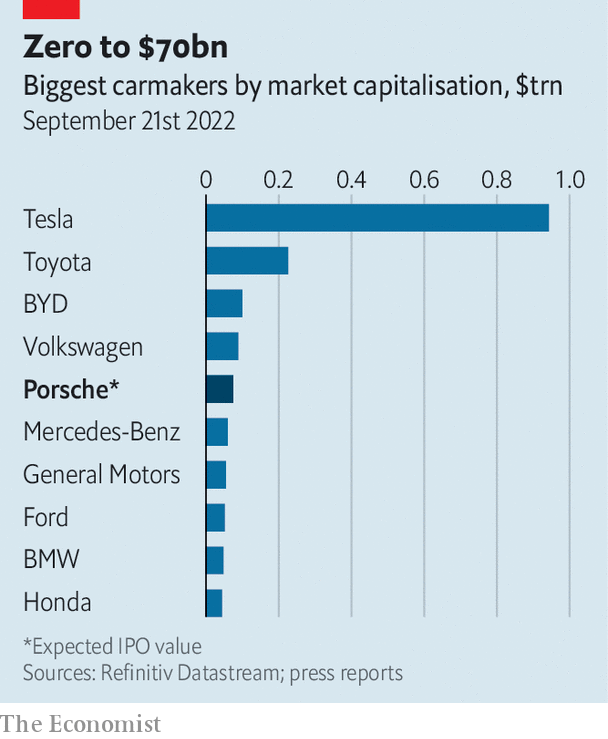 Zero to $70bn
Biggest carmakers by market capitalisation, $trn
September 21st 2022
0 0.2 0.4 0.6 0.8 1.0
Tesla
Toyota
BYD
Volkswagen
Porsche*
Mercedes-Benz
General Motors
Ford
BMW
Honda
*Expected IPO value
Sources: Refinitiv Datastream; press reports
The Economist